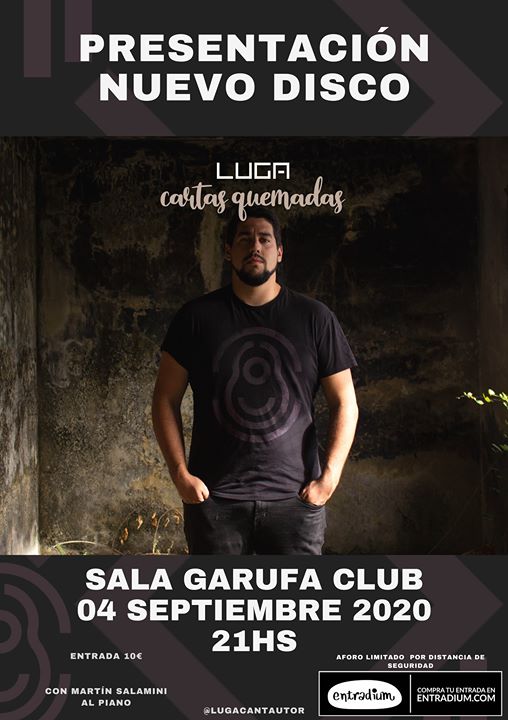 PRESENTACIÓN
NUEVO DISCO
LUGA
cartas quemadas
SALA GARUFA CLUB
04 SEPTIEMBRE 2020
21HS
ENTRADA 10€
AFORO LIMITADO POR DISTANCIA DE
SEGURIDAD
CON MARTÍN SALAMINI
AL PIANO
@LUGACANTAUTOR
entradium
COMPRA TU ENTRADA EN
ENTRADIUM.COM